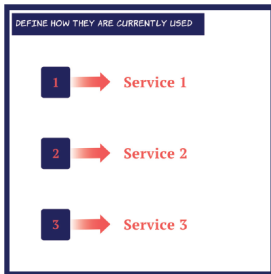 DEFINE HOW THEY ARE CURRENTLY USED
1 Service 1
2 Service 2
3 Service 3